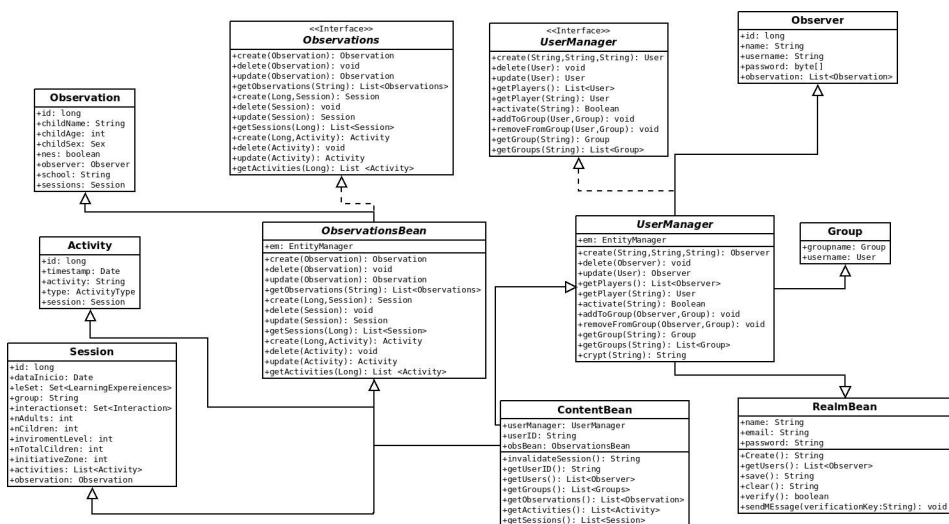 <<Interface>>
Observations
+create(Observation): Observation
+delete(Observation): void
+update(Observation): Observation
+getObservations(String): List<Observations>
+create(Long,Session): Session
+delete(Session): void
+update(Session): Session
+getSessions(Long): List<Session>
+create(Long,Activity): Activity
+delete(Activity): void
+update(Activity): Activity
+getActivities(Long): List <Activity>
<<Interface>>
UserManager
+create(String,String,String): User
+delete(User): void
+update(User): User
+getPlayers(): List<User>
+getPlayer(String): User
+activate(String): Boolean
+addToGroup(User,Group): void
+removeFromGroup(User,Group): void
+getGroup(String): Group
+getGroups(String): List<Group>
Observer
+id: long
+name: String
+username: String
+password: byte[]
+observation: List<Observation>
Observation
+id: long
+childName: String
+childAge: int
+childSex: Sex
+nes: boolean
+observer: Observer
+school: String
+sessions: Session
ObservationsBean
+em: EntityManager
+create(Observation): Observation
+delete(Observation): void
+update(Observation): Observation
+getObservations(String): List<Observations>
+create(Long,Session): Session
+delete(Session): void
+update(Session): Session
+getSessions(Long): List<Session>
+create(Long,Activity): Activity
+delete(Activity): void
+update(Activity): Activity
+getActivities(Long): List <Activity>
UserManager
+em: EntityManager
+create(String,String,String): Observer
+delete(Observer): void
+update(User): Observer
+getPlayers(): List<Observer>
+getPlayer(String): User
+activate(String): Boolean
+addToGroup(Observer,Group): void
+removeFromGroup(Observer,Group): void
+getGroup(String): Group
+getGroups(String): List<Group>
+crypt(String): String
Group
+groupname: Group
+username: User
Activity
+id: long
+timestamp: Date
+activity: String
+type: ActivityType
+session: Session
Session
+id: long
+dataInicio: Date
+leSet: Set<LearningExpereiences>
+group: String
+interactionset: Set<Interaction>
+nAdults: int
+nCildren: int
+inviromentLevel: int
+nTotalCildren: int
+initiativeZone: int
+activities: List<Activity>
+observation: Observation
ContentBean
+userManager: UserManager
+userID: String
+obsBean: ObservationsBean
+invalidateSession(): String
+getUserID(): String
+getUsers(): List<Observer>
+getGroups(): List<Groups>
+getObservations(): List<Observation>
+getActivities(): List<Activity>
+getSessions(): List<Session>
RealmBean
+name: String
+email: String
+password: String
+Create(): String
+getUsers(): List<Observer>
+save(): String
+clear(): String
+verify(): boolean
+sendMEssage(verificationKey:String): void